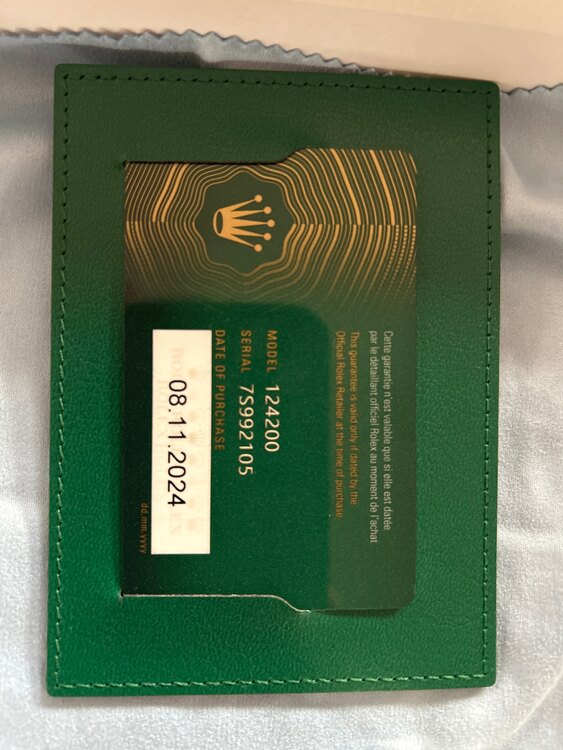 Cette garantie n'est valable que si elle est datée
par le détaillant officiel Rolex au moment de l'achat
This guarantee is valid only if dated by the
Official Rolex Retailer at the time of purchase
MODEL 124200
SERIAL 7S992105
DATE OF PURCHASE
08.11.2024
dd.mm.yyyy